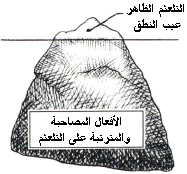 التلعثم الظاهر
عيب النطق
الأفعال المصاحبة
والمترتبة على التلعثم